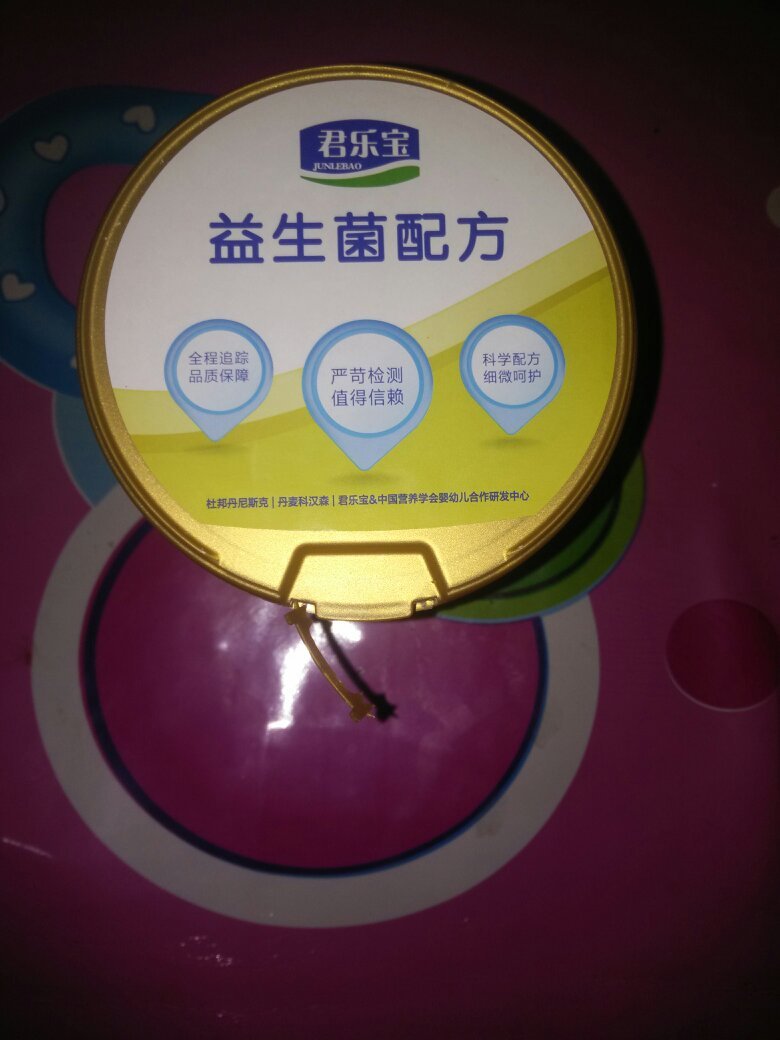 君乐宝
JUNLEBAO
益生菌配方
全程追踪
品质保障
严苛检测
值得信赖
科学配方
细微呵护
杜邦丹尼斯克 | 丹麦科汉森 | 君乐宝&中国营养学会婴幼儿合作研发中心